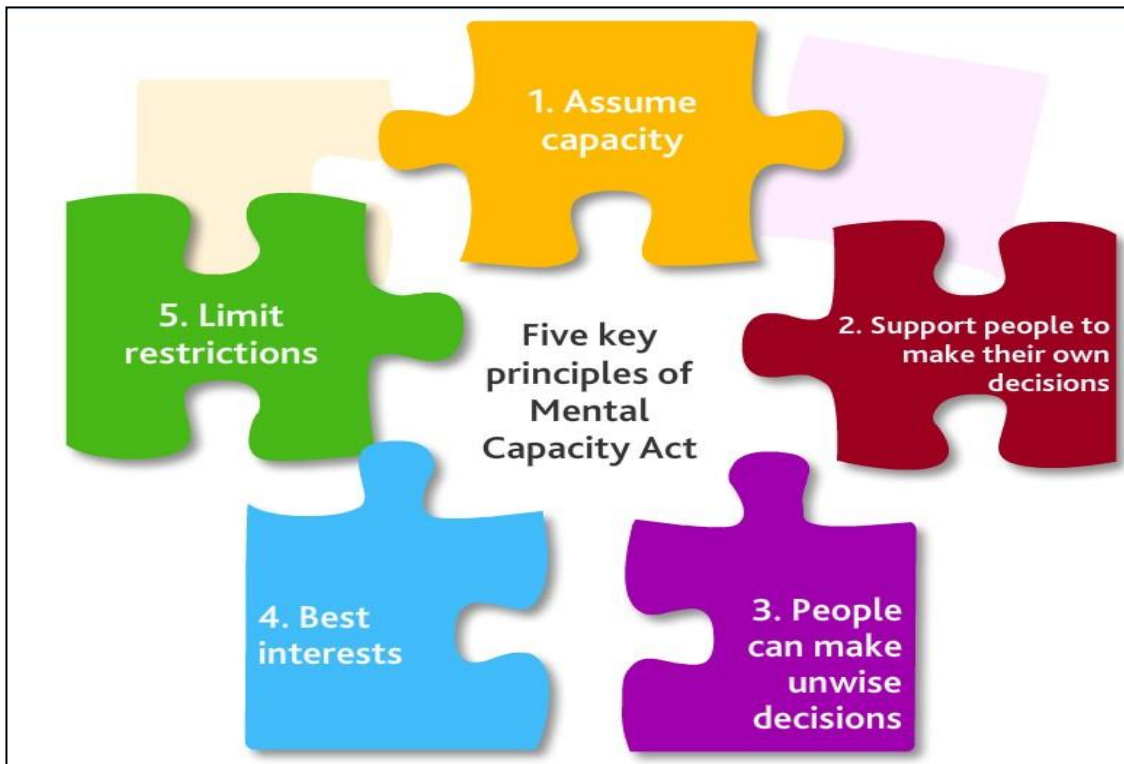 1. Assume
capacity
2. Support people to
make their own
decisions
3. People
can make
unwise
decisions
4. Best
interests
5. Limit
restrictions
Five key
principles of
Mental
Capacity Act